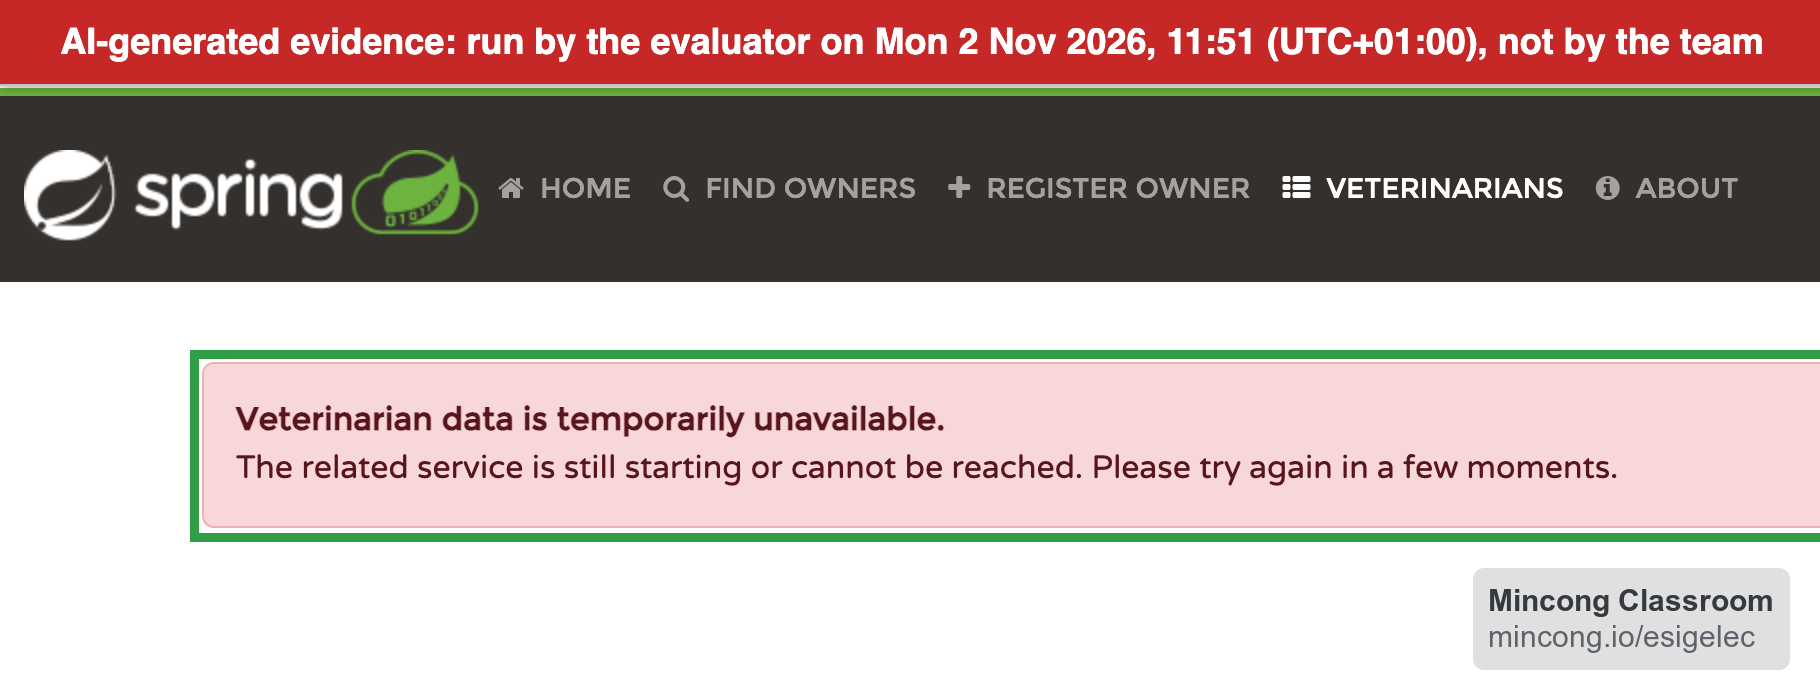 AI-generated evidence: run by the evaluator on Mon 2 Nov 2026, 11:51 (UTC+01:00), not by the team
spring
HOME
FIND OWNERS
REGISTER OWNER
VETERINARIANS
ABOUT
Veterinarian data is temporarily unavailable.
The related service is still starting or cannot be reached. Please try again in a few moments.
Mincong Classroom
mincong.io/esigelec